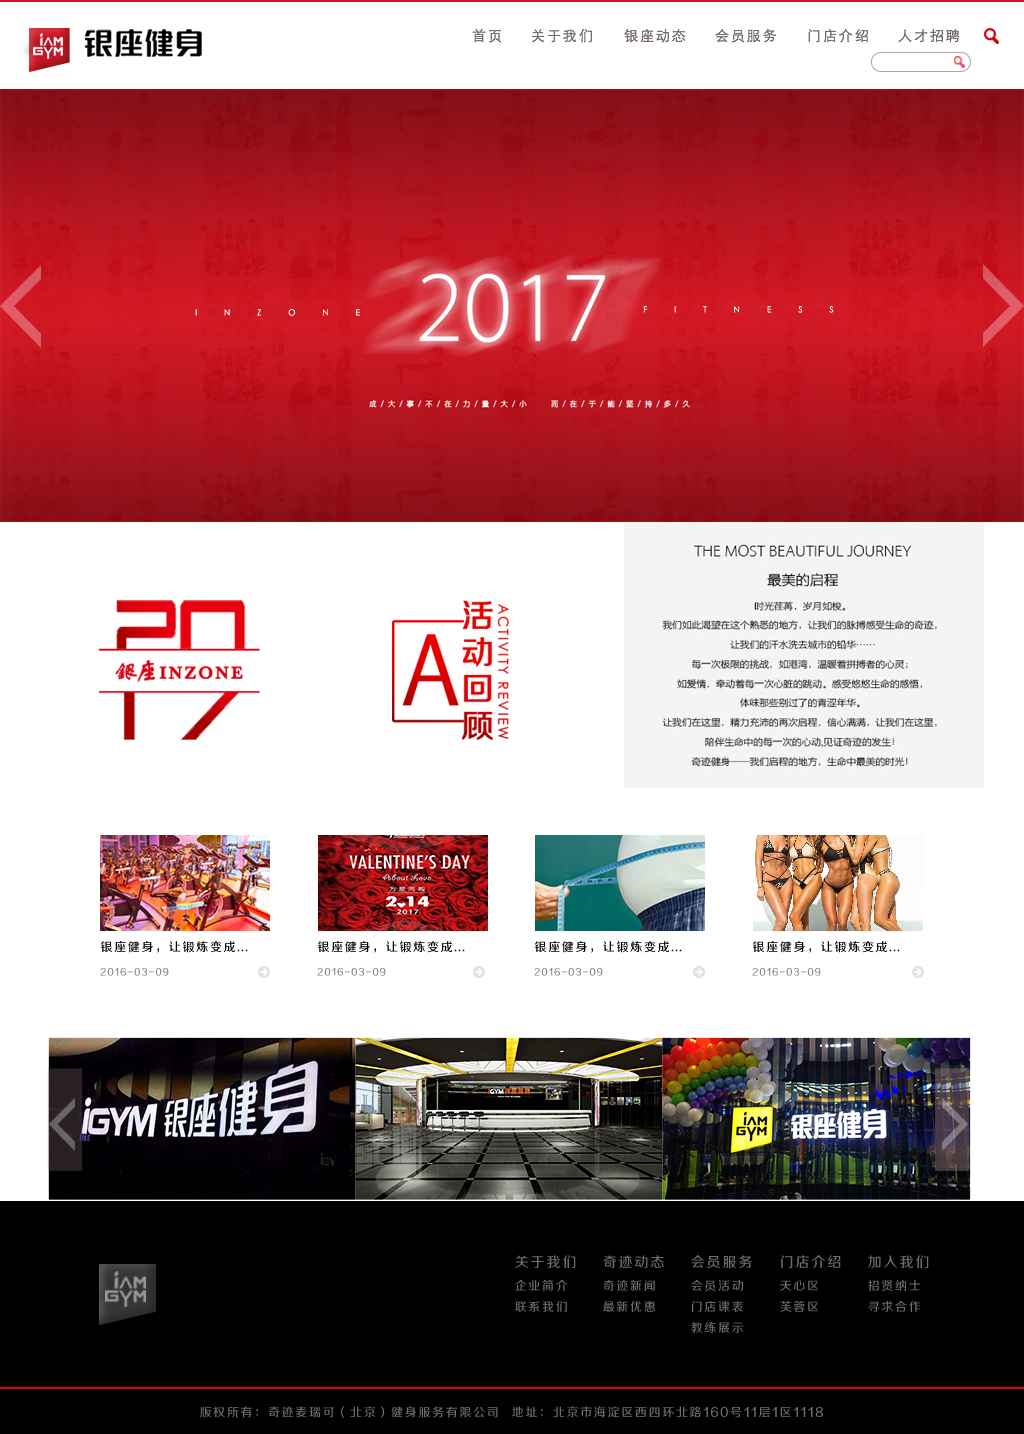 iAM GYM 银座健身
首页 关于我们 银座动态 会员服务 门店介绍 人才招聘
INZONE 2017 FITNESS
成/大/事/不/在/力/量/大/小 而/在/于/能/坚/持/多/久
20
银座INZONE
17
A 活动回顾 ACTIVITY REVIEW
THE MOST BEAUTIFUL JOURNEY
最美的启程
时光荏苒，岁月如梭。
我们如此渴望在这个熟悉的地方，让我们的脉搏感受生命的奇迹，
让我们的汗水洗去城市的铅华……
每一次极限的挑战，如港湾，温暖着拼搏者的心灵；
如爱情，牵动着每一次心脏的跳动。感受悠悠生命的感悟，
体味那些别过了的青涩年华。
让我们在这里，精力充沛的再次启程，信心满满，让我们在这里，
陪伴生命中的每一次的心动,见证奇迹的发生！
奇迹健身——我们启程的地方，生命中最美的时光！
VALENTINE'S DAY
About Love
为爱而购
2 14
2017
银座健身，让锻炼变成... 银座健身，让锻炼变成... 银座健身，让锻炼变成... 银座健身，让锻炼变成...
2016-03-09 2016-03-09 2016-03-09 2016-03-09
iGYM 银座健身
iGYM 银座健身
iAM GYM 银座健身
iAM GYM
关于我们 奇迹动态 会员服务 门店介绍 加入我们
企业简介 奇迹新闻 会员活动 天心区 招贤纳士
联系我们 最新优惠 门店课表 芙蓉区 寻求合作
教练展示
版权所有：奇迹麦瑞可（北京）健身服务有限公司 地址：北京市海淀区西四环北路160号11层1区1118